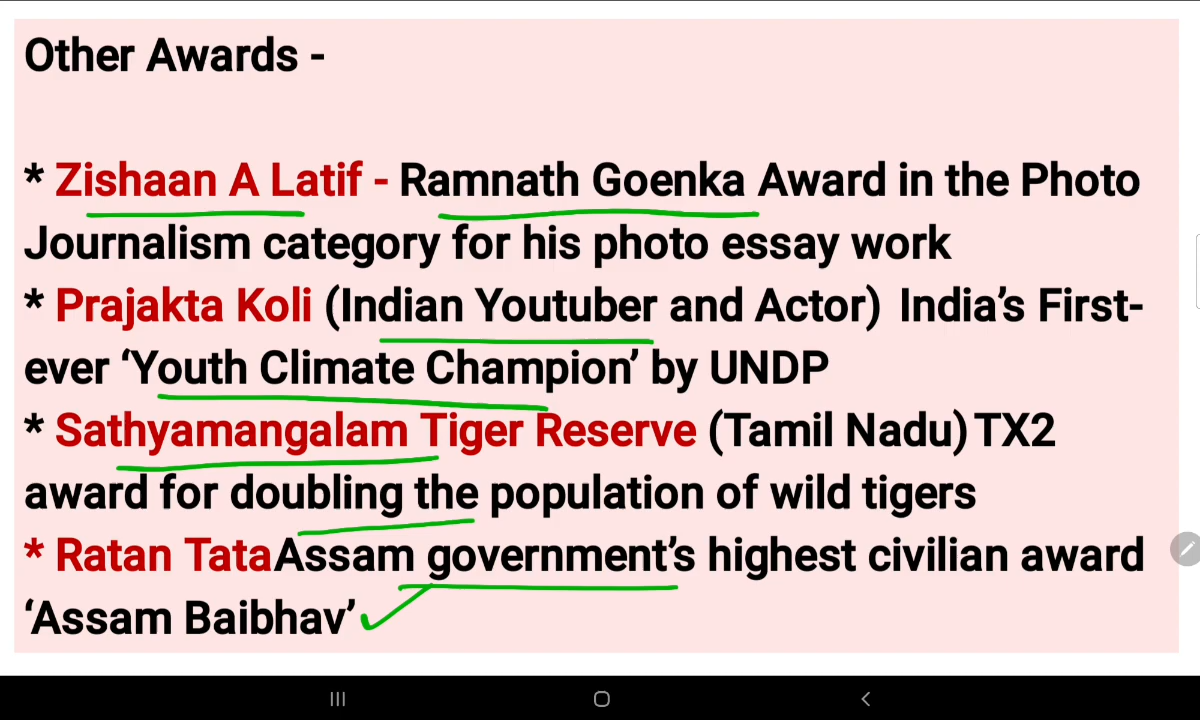 Other Awards -
* Zishaan A Latif - Ramnath Goenka Award in the Photo
Journalism category for his photo essay work
* Prajakta Koli (Indian Youtuber and Actor) India’s First-
ever ‘Youth Climate Champion’ by UNDP
* Sathyamangalam Tiger Reserve (Tamil Nadu) TX2
award for doubling the population of wild tigers
* Ratan TataAssam government’s highest civilian award
‘Assam Baibhav’